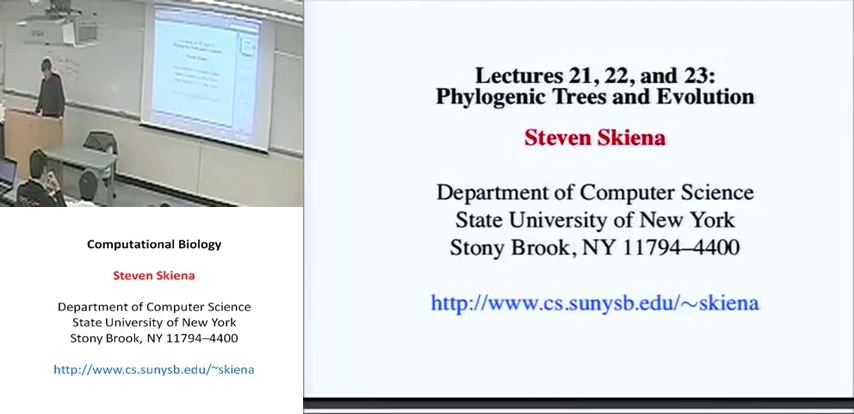 Computational Biology
Steven Skiena
Department of Computer Science
State University of New York
Stony Brook, NY 11794–4400
http://www.cs.sunysb.edu/~skiena
Lectures 21, 22, and 23:
Phylogenic Trees and Evolution
Steven Skiena
Department of Computer Science
State University of New York
Stony Brook, NY 11794–4400
http://www.cs.sunysb.edu/~skiena